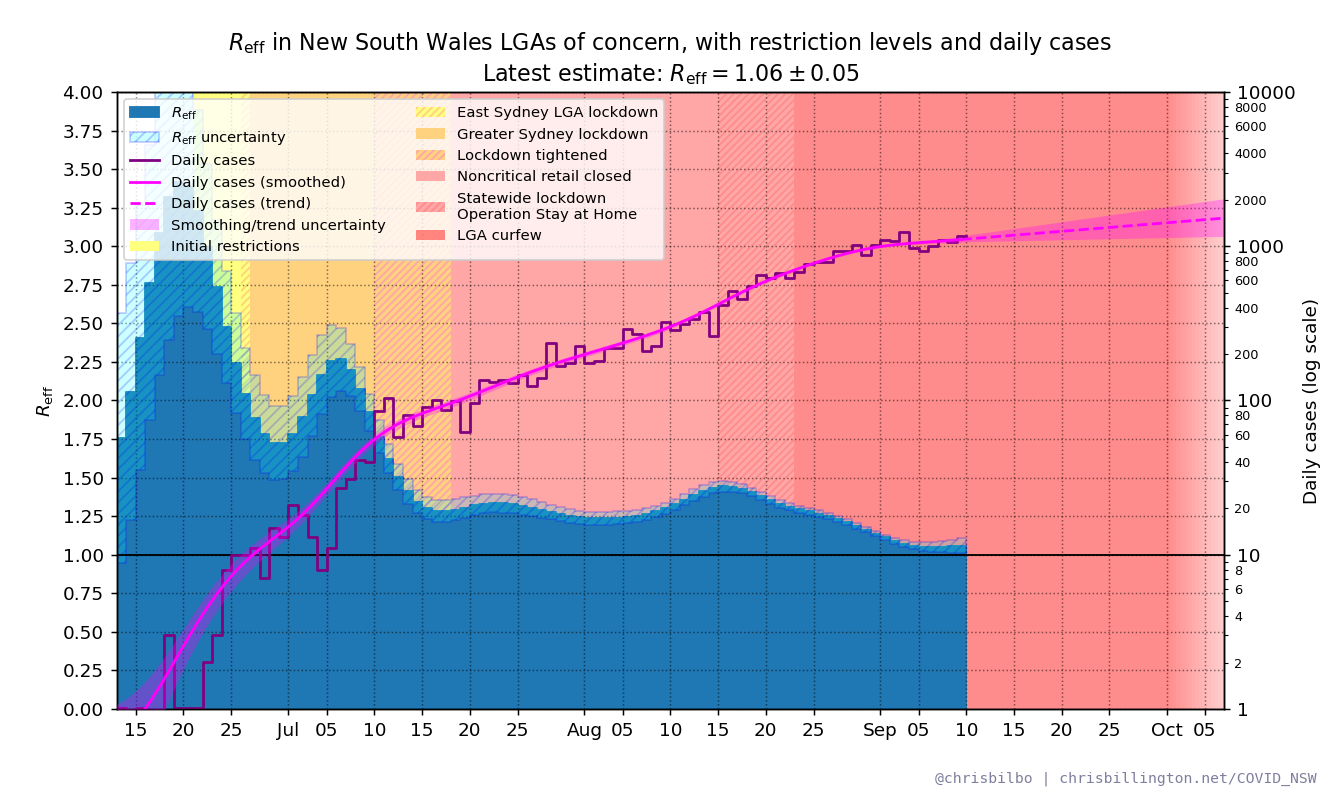 R_eff in New South Wales LGAs of concern, with restriction levels and daily cases
Latest estimate: R_eff = 1.06 ± 0.05
R_eff
R_eff uncertainty
Daily cases
Daily cases (smoothed)
Daily cases (trend)
Smoothing/trend uncertainty
Initial restrictions
East Sydney LGA lockdown
Greater Sydney lockdown
Lockdown tightened
Noncritical retail closed
Statewide lockdown
Operation Stay at Home
LGA curfew
R_eff
4.00
3.75
3.50
3.25
3.00
2.75
2.50
2.25
2.00
1.75
1.50
1.25
1.00
0.75
0.50
0.25
0.00
15 20 25 Jul 05 10 15 20 25 Aug 05 10 15 20 25 Sep 05 10 15 20 25 Oct 05
10000
8000
6000
4000
2000
1000
800
600
400
200
100
80
60
40
20
10
8
6
4
2
1
Daily cases (log scale)
@chrisbilbo | chrisbillington.net/COVID_NSW